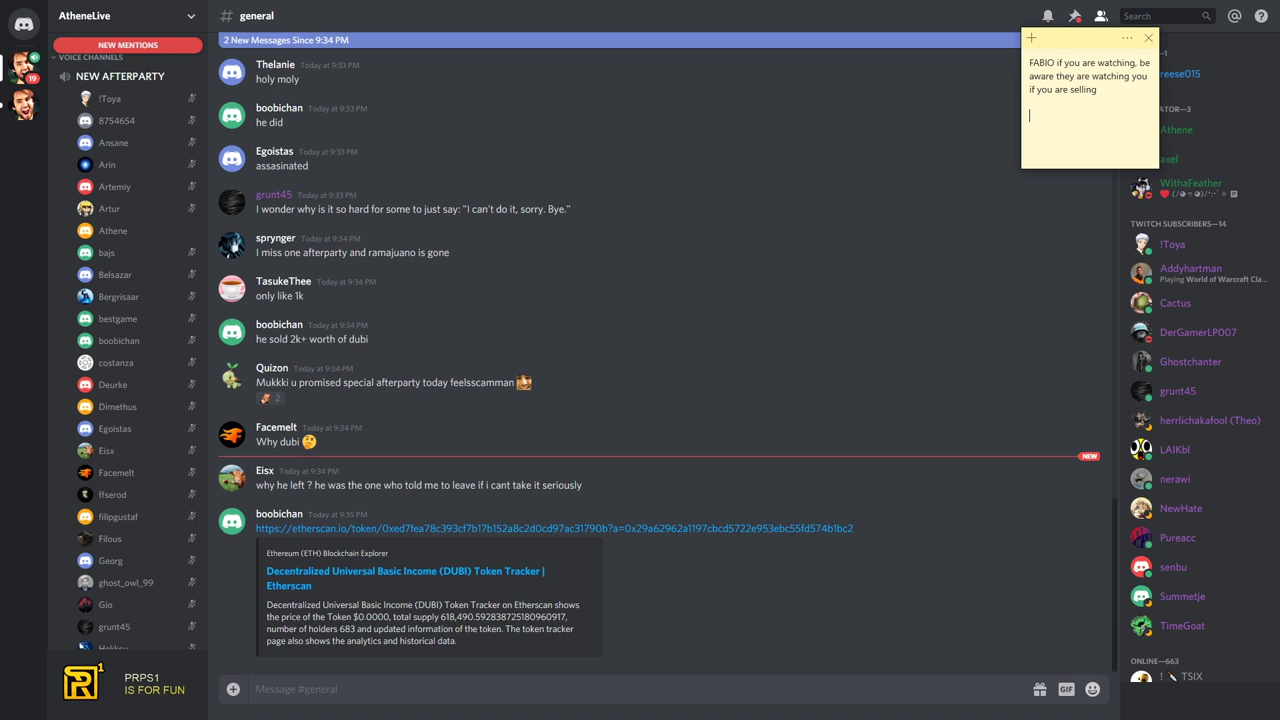 AtheneLive
NEW MENTIONS
VOICE CHANNELS
NEW AFTERPARTY
!Toya
8754654
Ansane
Arin
Artemiy
Artur
Athene
bajs
Belsazar
Bergrisaar
bestgame
boobichan
costanza
Deurke
Dimethus
Egoistas
Eisx
Facemelt
ffserod
filipgustaf
Filous
Georg
ghost_owl_99
Gio
grunt45
19
PRPS1
IS FOR FUN
# general
2 New Messages Since 9:34 PM
Thelanie Today at 9:33 PM
holy moly
boobichan Today at 9:33 PM
he did
Egoistas Today at 9:33 PM
assasinated
grunt45 Today at 9:33 PM
I wonder why is it so hard for some to just say: "I can't do it, sorry. Bye."
sprynger Today at 9:34 PM
I miss one afterparty and ramajuano is gone
TasukeThee Today at 9:34 PM
only like 1k
boobichan Today at 9:34 PM
he sold 2k+ worth of dubi
Quizon Today at 9:34 PM
Mukkki u promised special afterparty today feelsscamman
2
Facemelt Today at 9:34 PM
Why dubi 🤔
NEW
Eisx Today at 9:34 PM
why he left ? he was the one who told me to leave if i cant take it seriously
boobichan Today at 9:35 PM
https://etherscan.io/token/0xed7fea78c393cf7b17b152a8c2d0cd97ac31790b?a=0x29a62962a1197cbcd5722e953ebc55fd574b1bc2
Ethereum (ETH) Blockchain Explorer
Decentralized Universal Basic Income (DUBI) Token Tracker |
Etherscan
Decentralized Universal Basic Income (DUBI) Token Tracker on Etherscan shows
the price of the Token $0.0000, total supply 618,490.592838725180960917,
number of holders 683 and updated information of the token. The token tracker
page also shows the analytics and historical data.
Message #general
GIF
Search
FABIO if you are watching, be
aware they are watching you
if you are selling
—1
reese015
ATOR—3
Athene
axel
WithaFeather
TWITCH SUBSCRIBERS—14
!Toya
Addyhartman
Playing World of Warcraft Cla...
Cactus
DerGamerLP007
Ghostchanter
grunt45
herrlichakafool (Theo)
LAIKbl
nerawi
NewHate
Pureacc
senbu
Summetje
TimeGoat
ONLINE—663
TSIX